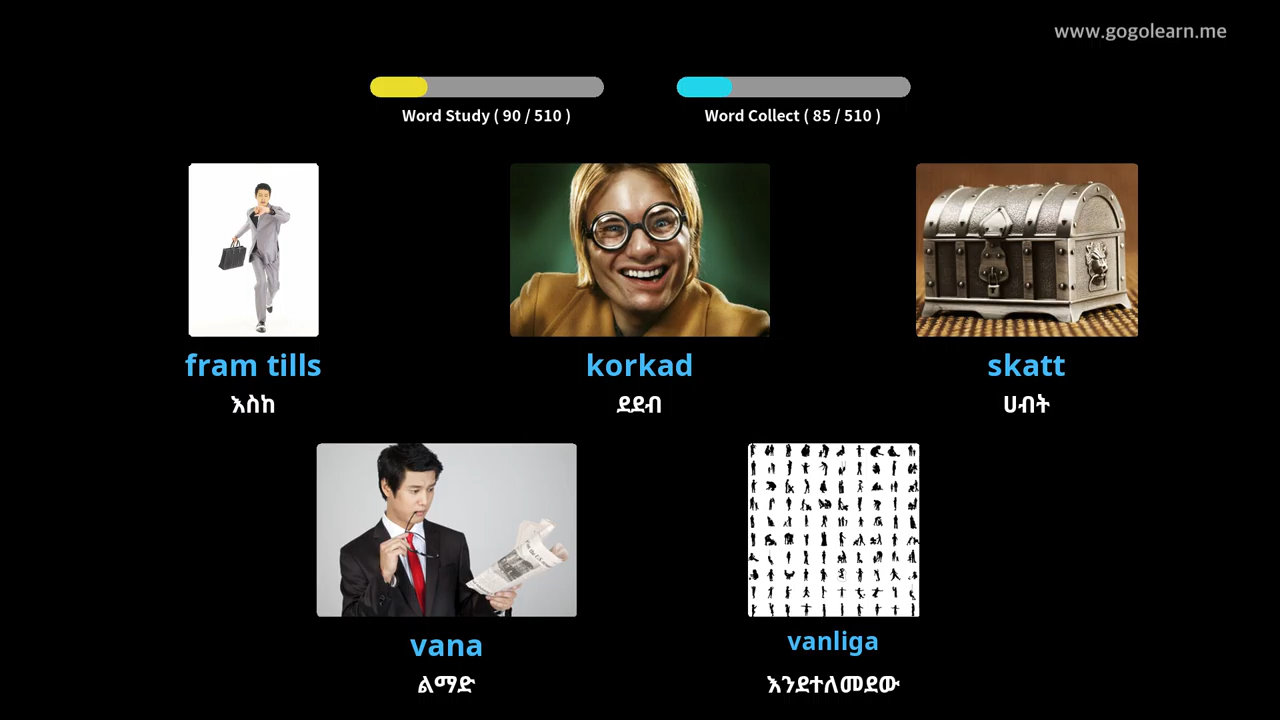 www.gogolearn.me
Word Study ( 90 / 510 )
Word Collect ( 85 / 510 )
fram tills
እስከ
korkad
ደደብ
skatt
ሀብት
vana
ልማድ
vanliga
እንደተለመደው